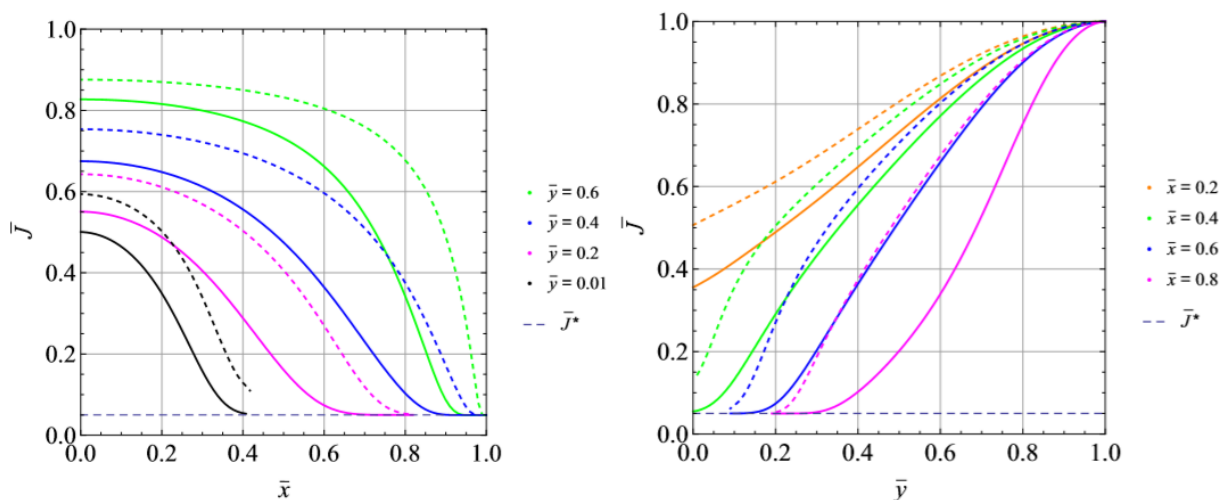 1.0
0.8
0.6
0.4
0.2
0.0
J̄
0.0 0.2 0.4 0.6 0.8 1.0
x̄
ȳ = 0.6
ȳ = 0.4
ȳ = 0.2
ȳ = 0.01
J̄*
1.0
0.8
0.6
0.4
0.2
0.0
J̄
0.0 0.2 0.4 0.6 0.8 1.0
ȳ
x̄ = 0.2
x̄ = 0.4
x̄ = 0.6
x̄ = 0.8
J̄*